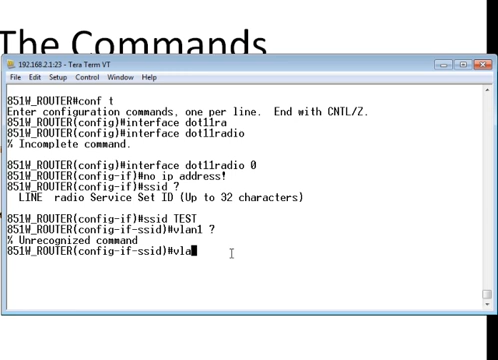 The Commands
192.168.2.1:23 - Tera Term VT
File Edit Setup Control Window Help
851W_ROUTER#conf t
Enter configuration commands, one per line.  End with CNTL/Z.
851W_ROUTER(config)#interface dot11ra
851W_ROUTER(config)#interface dot11radio
% Incomplete command.
851W_ROUTER(config)#interface dot11radio 0
851W_ROUTER(config-if)#no ip address!
851W_ROUTER(config-if)#ssid ?
LINE  radio Service Set ID (Up to 32 characters)
851W_ROUTER(config-if)#ssid TEST
851W_ROUTER(config-if-ssid)#vlan1 ?
% Unrecognized command
851W_ROUTER(config-if-ssid)#vla